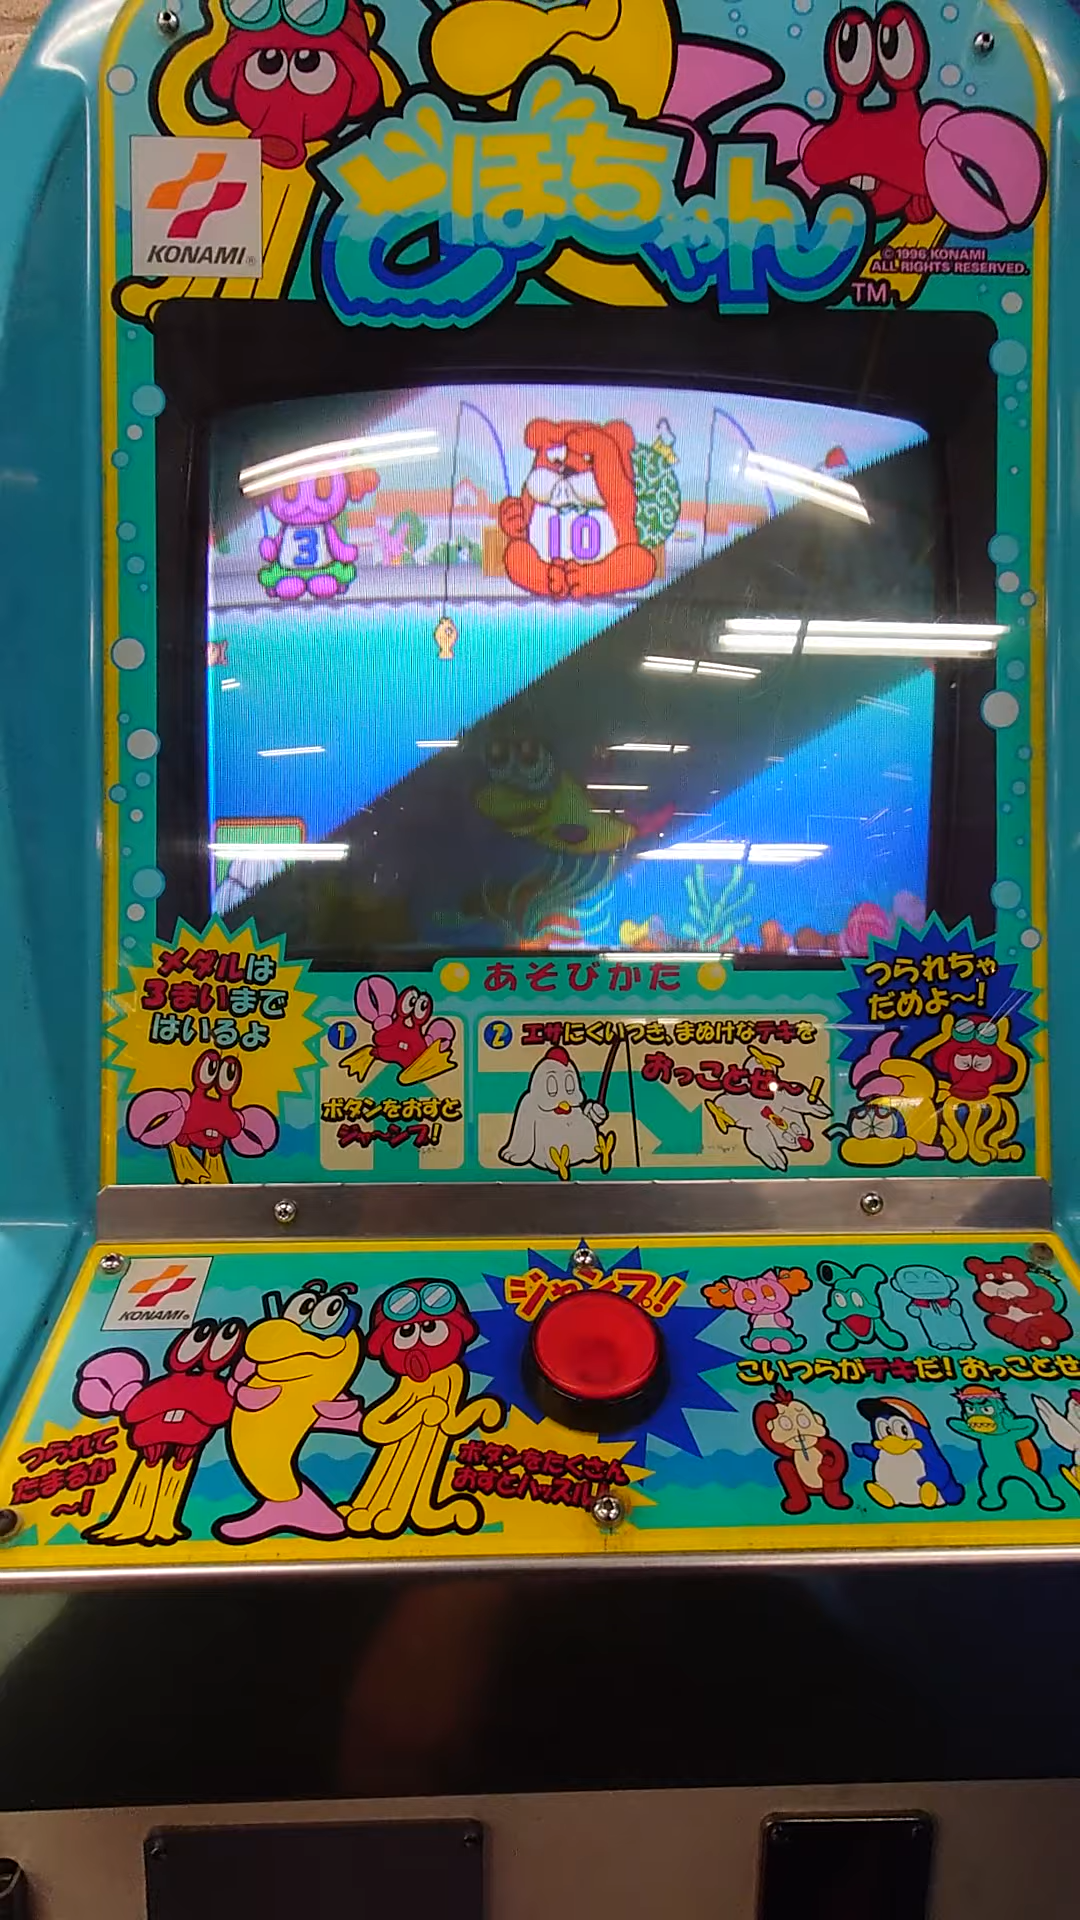 どぼちゃん
KONAMI®
© 1996 KONAMI
ALL RIGHTS RESERVED.
TM
3
10
あそびかた
メダルは
3まいまで
はいるよ
1
ボタンをおすと
ジャ〜ンプ!
2 エサにくいつき、まぬけなテキを
おっことせ〜!
つられちゃ
だめよ〜!
KONAMI®
ジャンプ!!
つられて
たまるか
〜!
ボタンをたくさん
おすとハッスル!
こいつらがテキだ! おっことせ